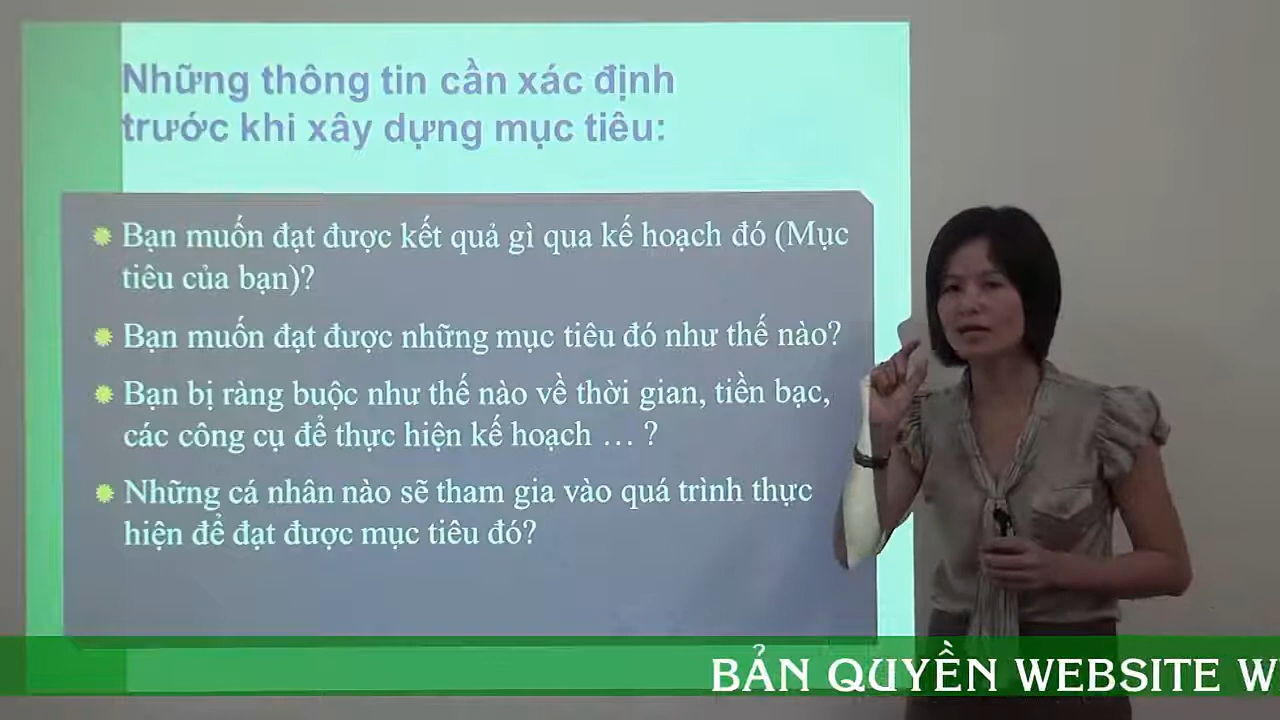 Những thông tin cần xác định
trước khi xây dựng mục tiêu:
Bạn muốn đạt được kết quả gì qua kế hoạch đó (Mục
tiêu của bạn)?
Bạn muốn đạt được những mục tiêu đó như thế nào?
Bạn bị ràng buộc như thế nào về thời gian, tiền bạc,
các công cụ để thực hiện kế hoạch … ?
Những cá nhân nào sẽ tham gia vào quá trình thực
hiện để đạt được mục tiêu đó?
BẢN QUYỀN WEBSITE W